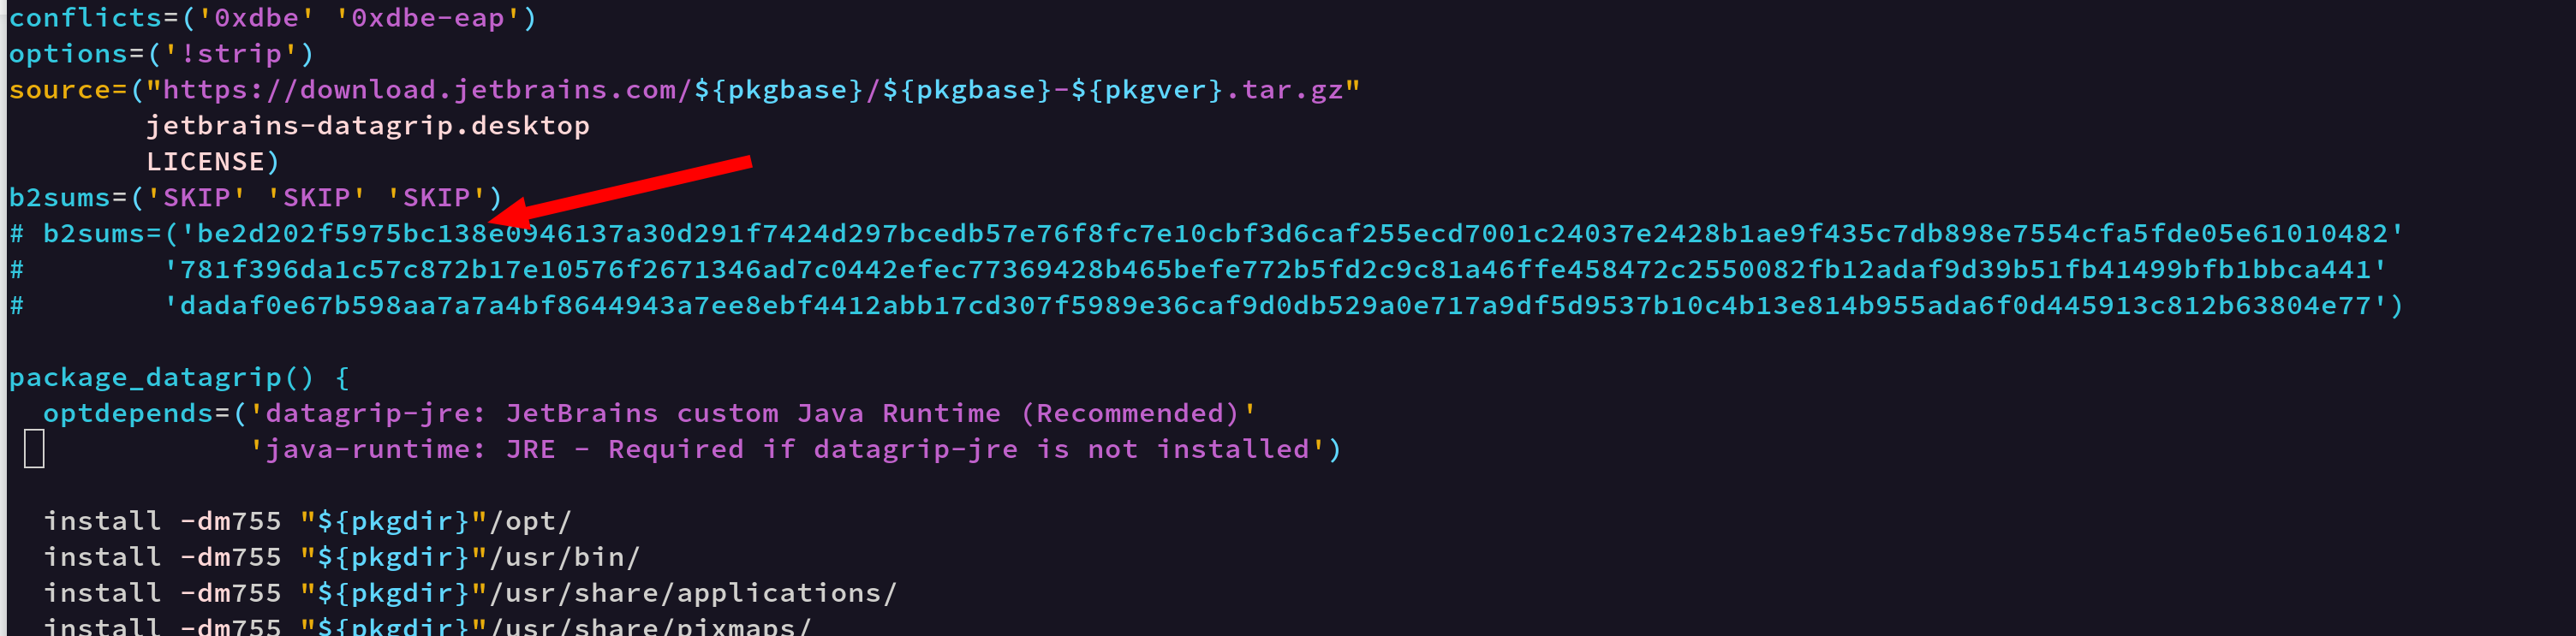 conflicts=('0xdbe' '0xdbe-eap')
options=('!strip')
source=("https://download.jetbrains.com/${pkgbase}/${pkgbase}-${pkgver}.tar.gz"
        jetbrains-datagrip.desktop
        LICENSE)
b2sums=('SKIP' 'SKIP' 'SKIP')
# b2sums=('be2d202f5975bc138e0946137a30d291f7424d297bcedb57e76f8fc7e10cbf3d6caf255ecd7001c24037e2428b1ae9f435c7db898e7554cfa5fde05e61010482'
#        '781f396da1c57c872b17e10576f2671346ad7c0442efec77369428b465befe772b5fd2c9c81a46ffe458472c2550082fb12adaf9d39b51fb41499bfb1bbca441'
#        'dadaf0e67b598aa7a7a4bf8644943a7ee8ebf4412abb17cd307f5989e36caf9d0db529a0e717a9df5d9537b10c4b13e814b955ada6f0d445913c812b63804e77')
package_datagrip() {
  optdepends=('datagrip-jre: JetBrains custom Java Runtime (Recommended)'
              'java-runtime: JRE - Required if datagrip-jre is not installed')
  install -dm755 "${pkgdir}"/opt/
  install -dm755 "${pkgdir}"/usr/bin/
  install -dm755 "${pkgdir}"/usr/share/applications/
  install -dm755 "${pkgdir}"/usr/share/pixmaps/